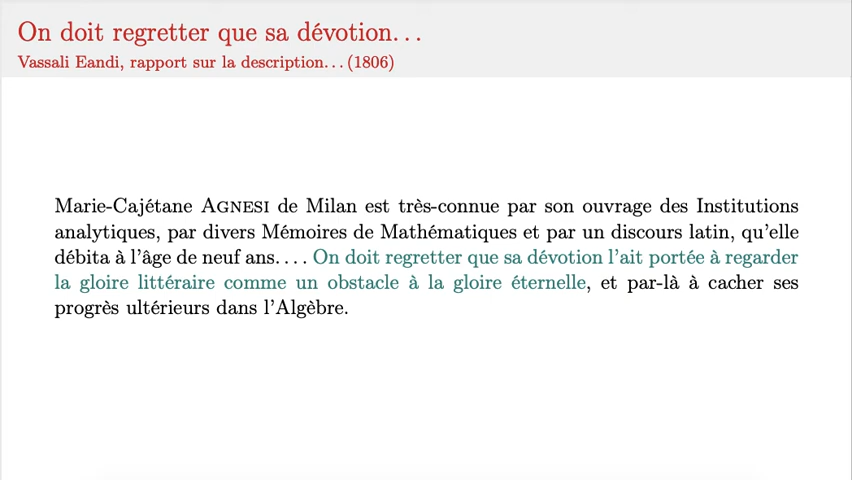 On doit regretter que sa dévotion. . .
Vassali Eandi, rapport sur la description. . . (1806)
Marie-Cajétane AGNESI de Milan est très-connue par son ouvrage des Institutions
analytiques, par divers Mémoires de Mathématiques et par un discours latin, qu'elle
débita à l'âge de neuf ans. . . . On doit regretter que sa dévotion l'ait portée à regarder
la gloire littéraire comme un obstacle à la gloire éternelle, et par-là à cacher ses
progrès ultérieurs dans l'Algèbre.